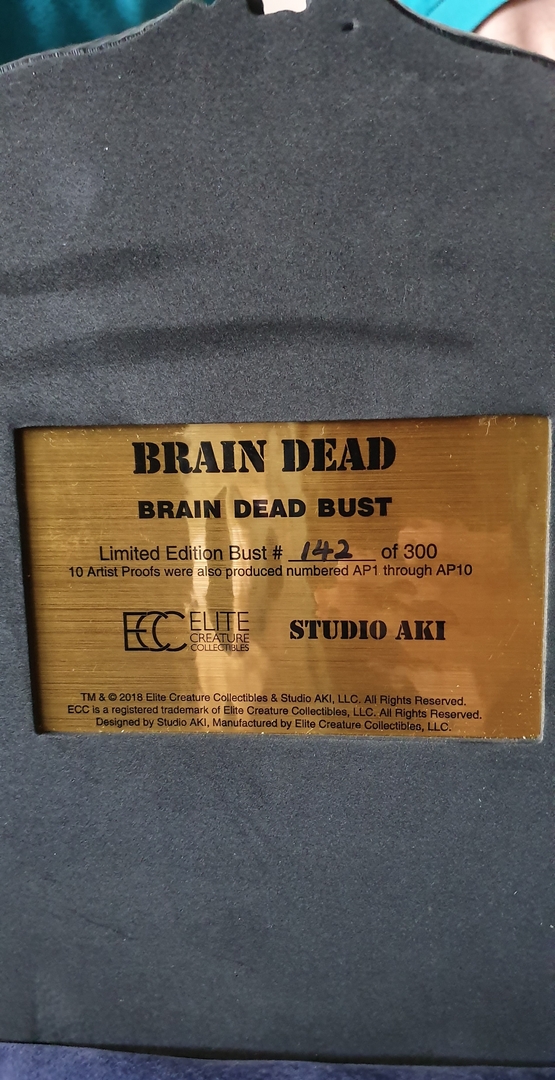 BRAIN DEAD
BRAIN DEAD BUST
Limited Edition Bust # 142 of 300
10 Artist Proofs were also produced numbered AP1 through AP10
ECC ELITE
CREATURE
COLLECTIBLES
STUDIO AKI
TM & © 2018 Elite Creature Collectibles & Studio AKI, LLC. All Rights Reserved.
ECC is a registered trademark of Elite Creature Collectibles, LLC. All Rights Reserved.
Designed by Studio AKI, Manufactured by Elite Creature Collectibles, LLC.